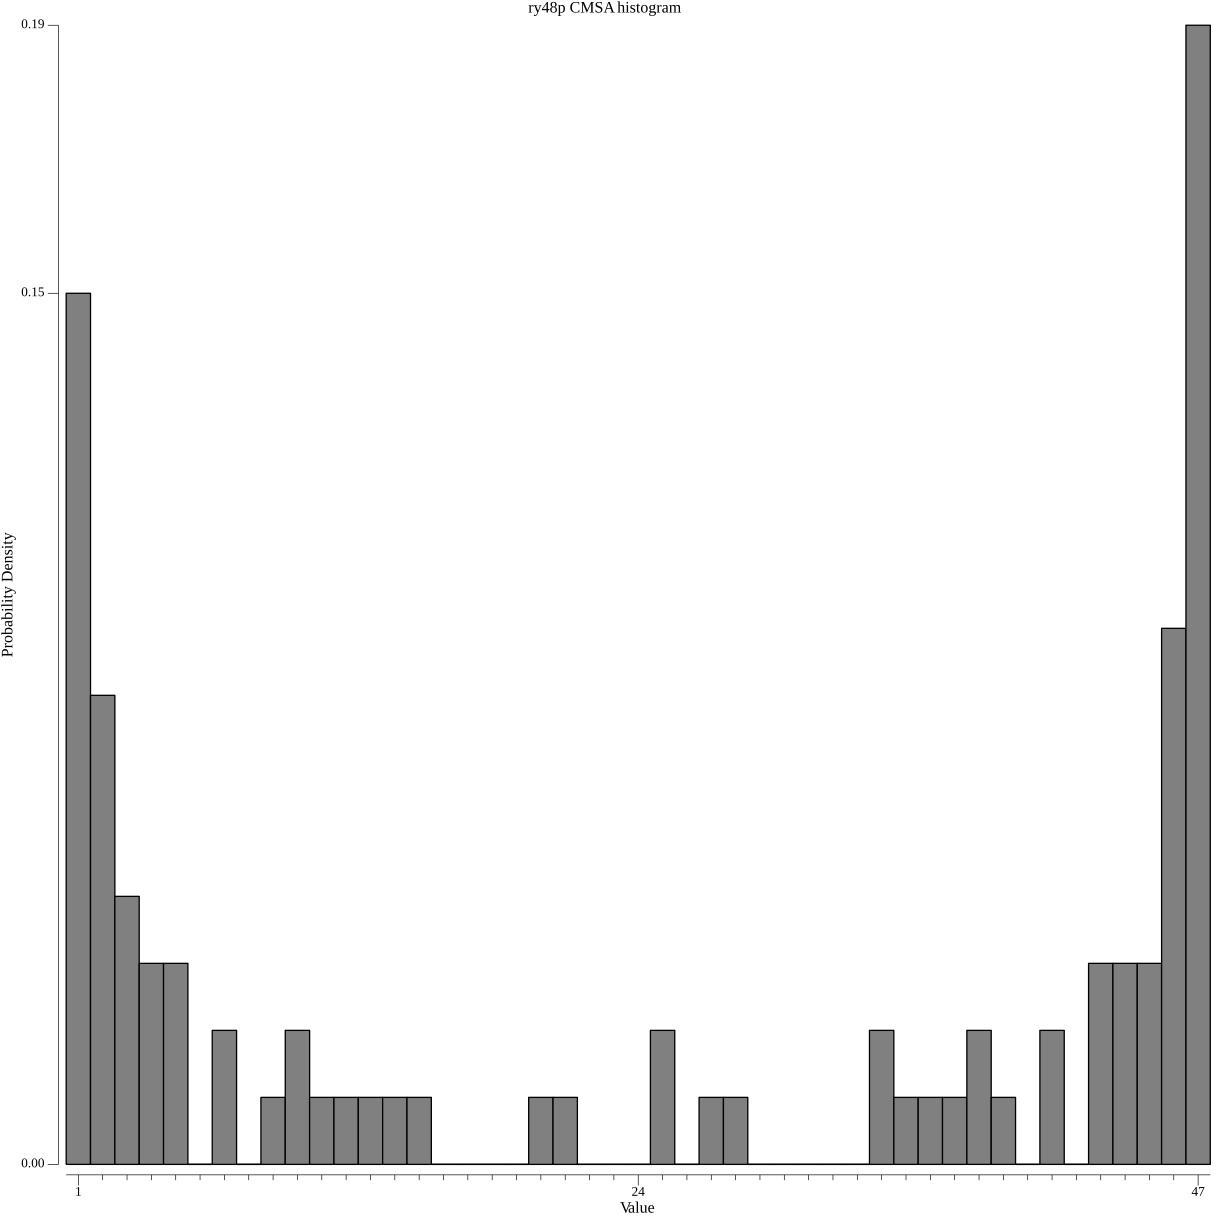 ry48p CMSA histogram
0.19
0.15
Probability Density
0.00
1 24 47
Value